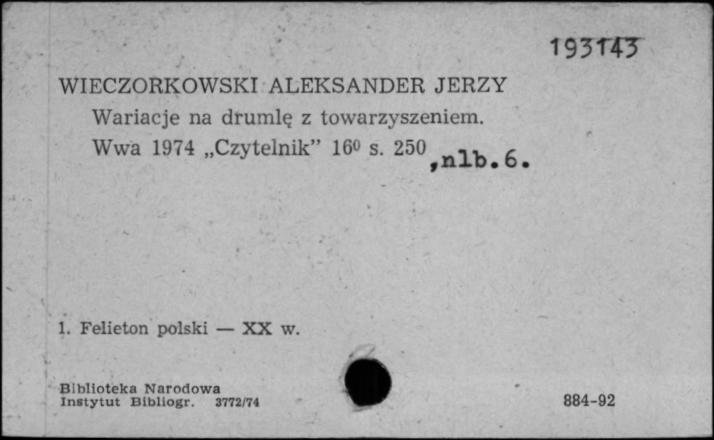 193143
WIECZORKOWSKI ALEKSANDER JERZY
Wariacje na drumlę z towarzyszeniem.
Wwa 1974 „Czytelnik” 16⁰ s. 250 ,nlb.6.
1. Felieton polski — XX w.
Biblioteka Narodowa
Instytut Bibliogr. 3772/74
884-92